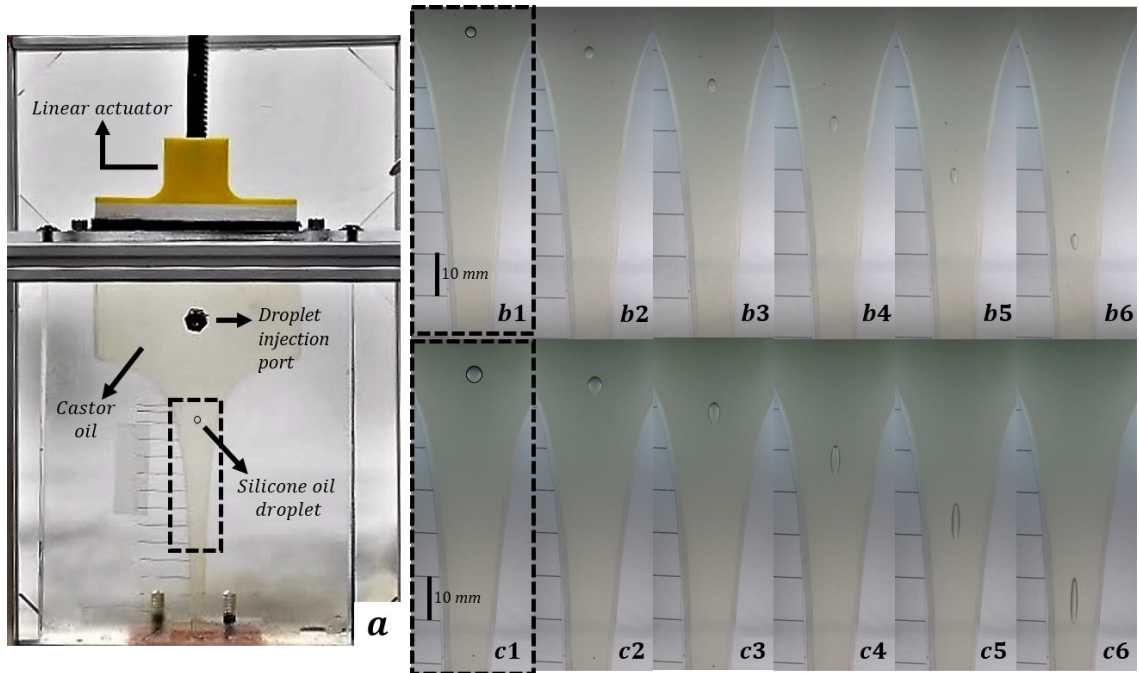 Linear actuator
Droplet
injection
port
Castor
oil
Silicone oil
droplet
a
10 mm
b1
b2
b3
b4
b5
b6
10 mm
c1
c2
c3
c4
c5
c6